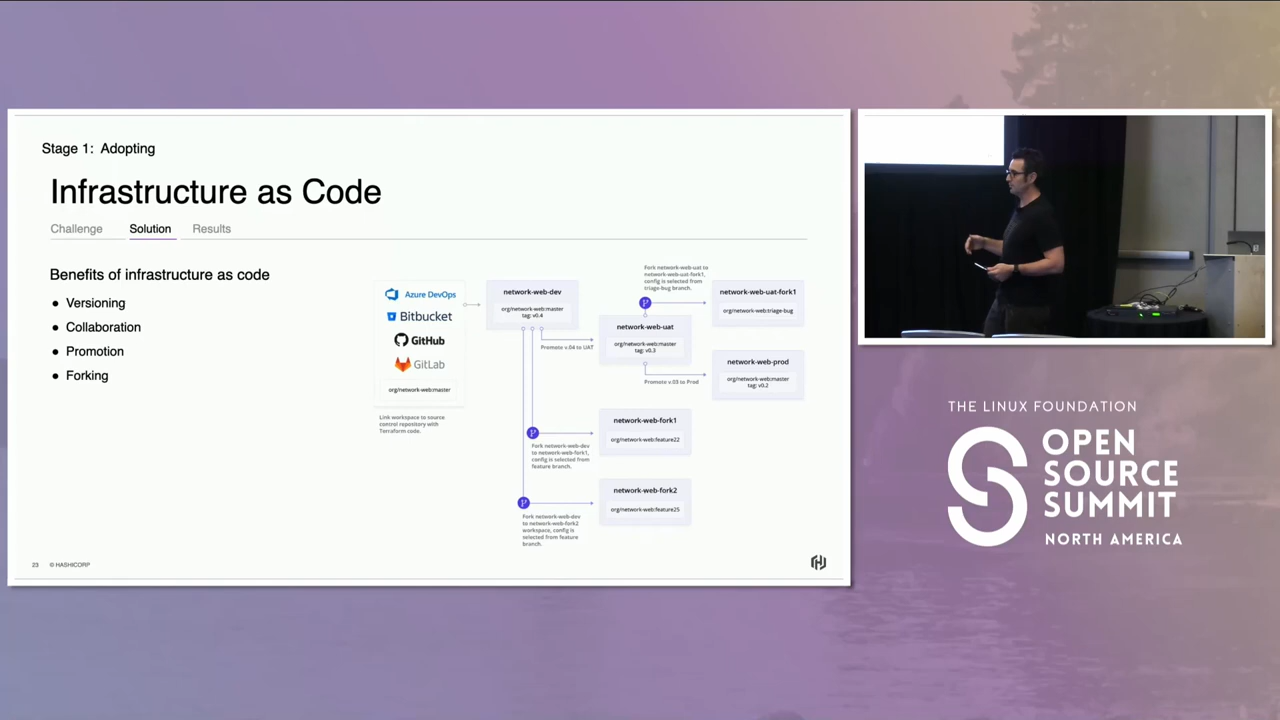 Stage 1: Adopting
Infrastructure as Code
Challenge
Solution
Results
Benefits of infrastructure as code
Versioning
Collaboration
Promotion
Forking
Azure DevOps
Bitbucket
GitHub
GitLab
org/network-web:master
Link workspace to source
control repository with
Terraform code.
network-web-dev
org/network-web:master
tag: v0.4
Promote v.04 to UAT
Fork network-web-uat to
network-web-uat-fork1,
config is selected from
triage-bug branch.
network-web-uat
org/network-web:master
tag: v0.3
Promote v.03 to Prod
network-web-uat-fork1
org/network-web:triage-bug
network-web-prod
org/network-web:master
tag: v0.2
Fork network-web-dev
to network-web-fork1,
config is selected from
feature branch.
network-web-fork1
org/network-web:feature22
Fork network-web-dev
to network-web-fork2
workspace, config is
selected from feature
branch.
network-web-fork2
org/network-web:feature25
23 © HASHICORP
THE LINUX FOUNDATION
OPEN
SOURCE
SUMMIT
NORTH AMERICA